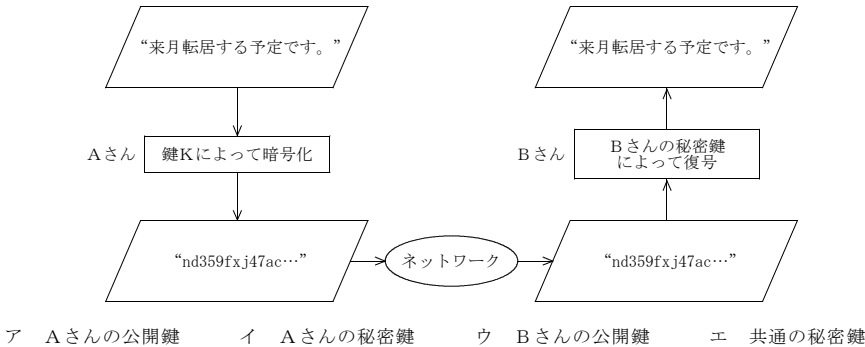 “来月転居する予定です。”
“来月転居する予定です。”
Ａさん
鍵Ｋによって暗号化
Ｂさん
Ｂさんの秘密鍵
によって復号
“nd359fxj47ac…”
ネットワーク
“nd359fxj47ac…”
ア　Ａさんの公開鍵　イ　Ａさんの秘密鍵　ウ　Ｂさんの公開鍵　エ　共通の秘密鍵